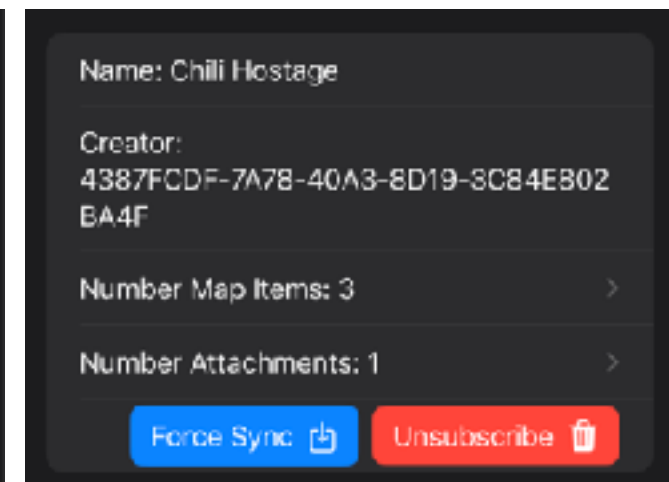 Name: Chili Hostage
Creator:
4387FCDF-7A78-40A3-8D19-3C84E802
BA4F
Number Map Items: 3
Number Attachments: 1
Force Sync
Unsubscribe